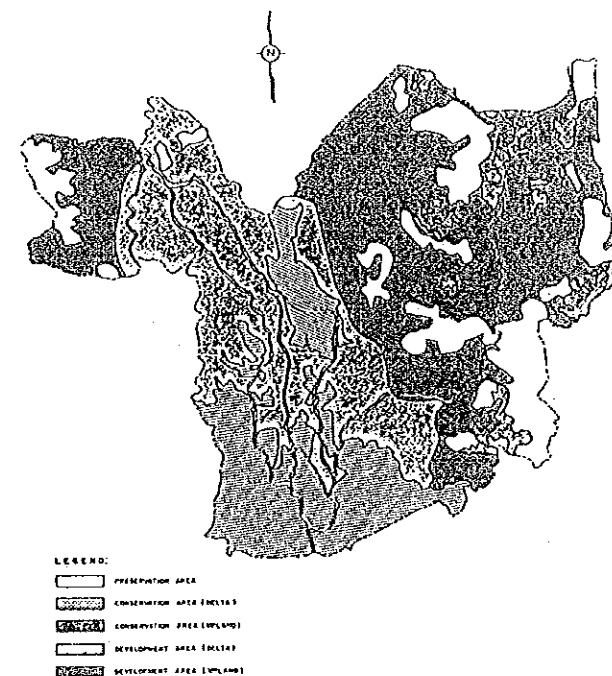 N
LEGEND:
PRESERVATION AREA
CONSERVATION AREA (DELTA)
CONSERVATION AREA (UPLAND)
DEVELOPMENT AREA (DELTA)
DEVELOPMENT AREA (UPLAND)